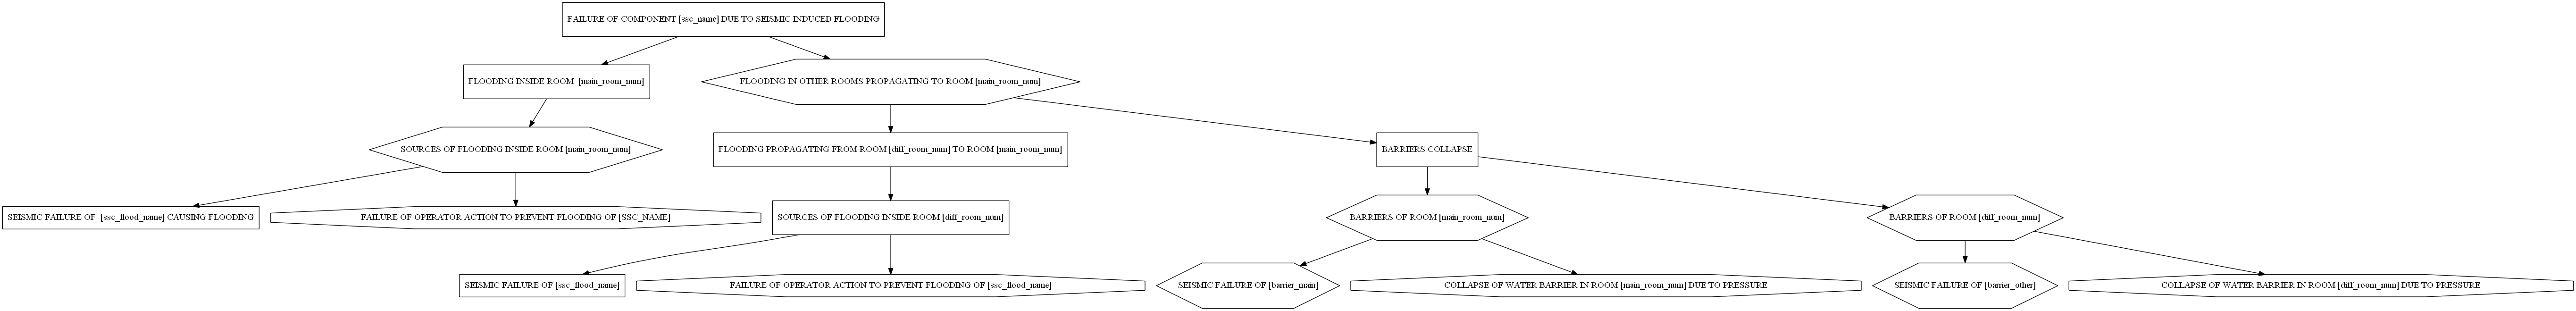 FAILURE OF COMPONENT [ssc_name] DUE TO SEISMIC INDUCED FLOODING
FLOODING INSIDE ROOM  [main_room_num]
FLOODING IN OTHER ROOMS PROPAGATING TO ROOM [main_room_num]
SOURCES OF FLOODING INSIDE ROOM [main_room_num]
FLOODING PROPAGATING FROM ROOM [diff_room_num] TO ROOM [main_room_num]
BARRIERS COLLAPSE
SEISMIC FAILURE OF  [ssc_flood_name] CAUSING FLOODING
FAILURE OF OPERATOR ACTION TO PREVENT FLOODING OF [SSC_NAME]
SOURCES OF FLOODING INSIDE ROOM [diff_room_num]
BARRIERS OF ROOM [main_room_num]
BARRIERS OF ROOM [diff_room_num]
SEISMIC FAILURE OF [ssc_flood_name]
FAILURE OF OPERATOR ACTION TO PREVENT FLOODING OF [ssc_flood_name]
SEISMIC FAILURE OF [barrier_main]
COLLAPSE OF WATER BARRIER IN ROOM [main_room_num] DUE TO PRESSURE
SEISMIC FAILURE OF [barrier_other]
COLLAPSE OF WATER BARRIER IN ROOM [diff_room_num] DUE TO PRESSURE